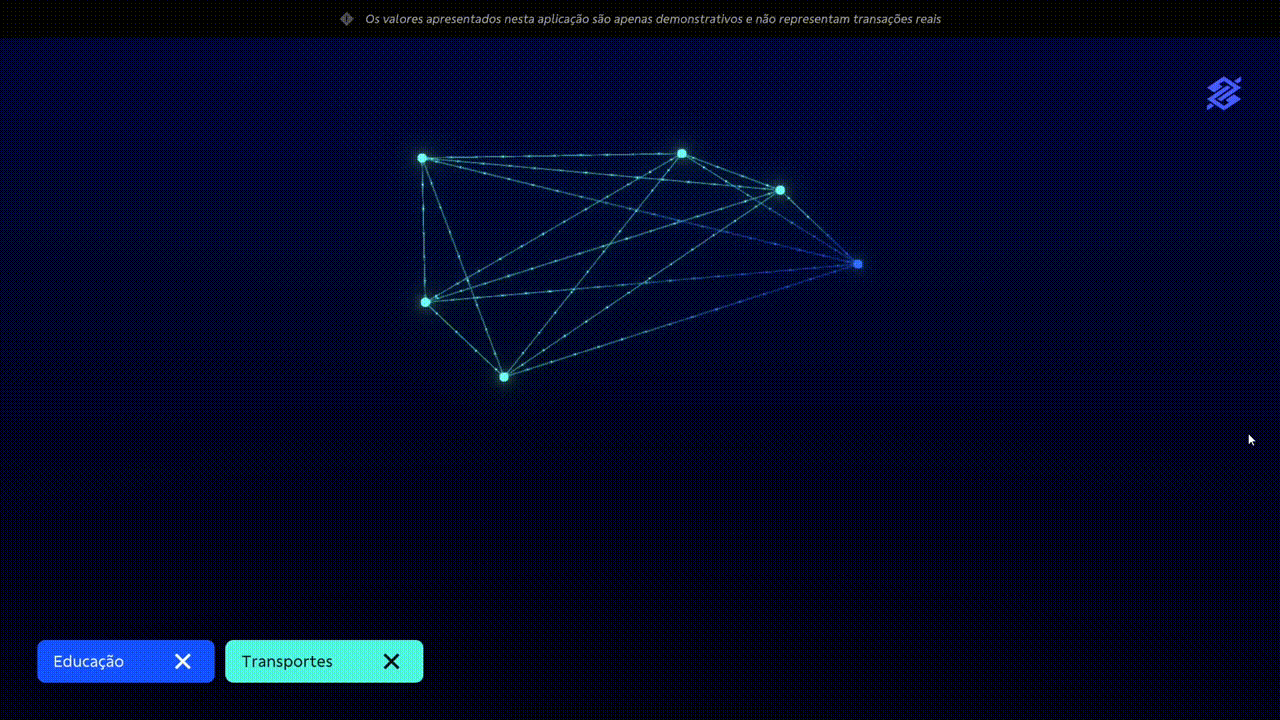 Os valores apresentados nesta aplicação são apenas demonstrativos e não representam transações reais
Educação
Transportes